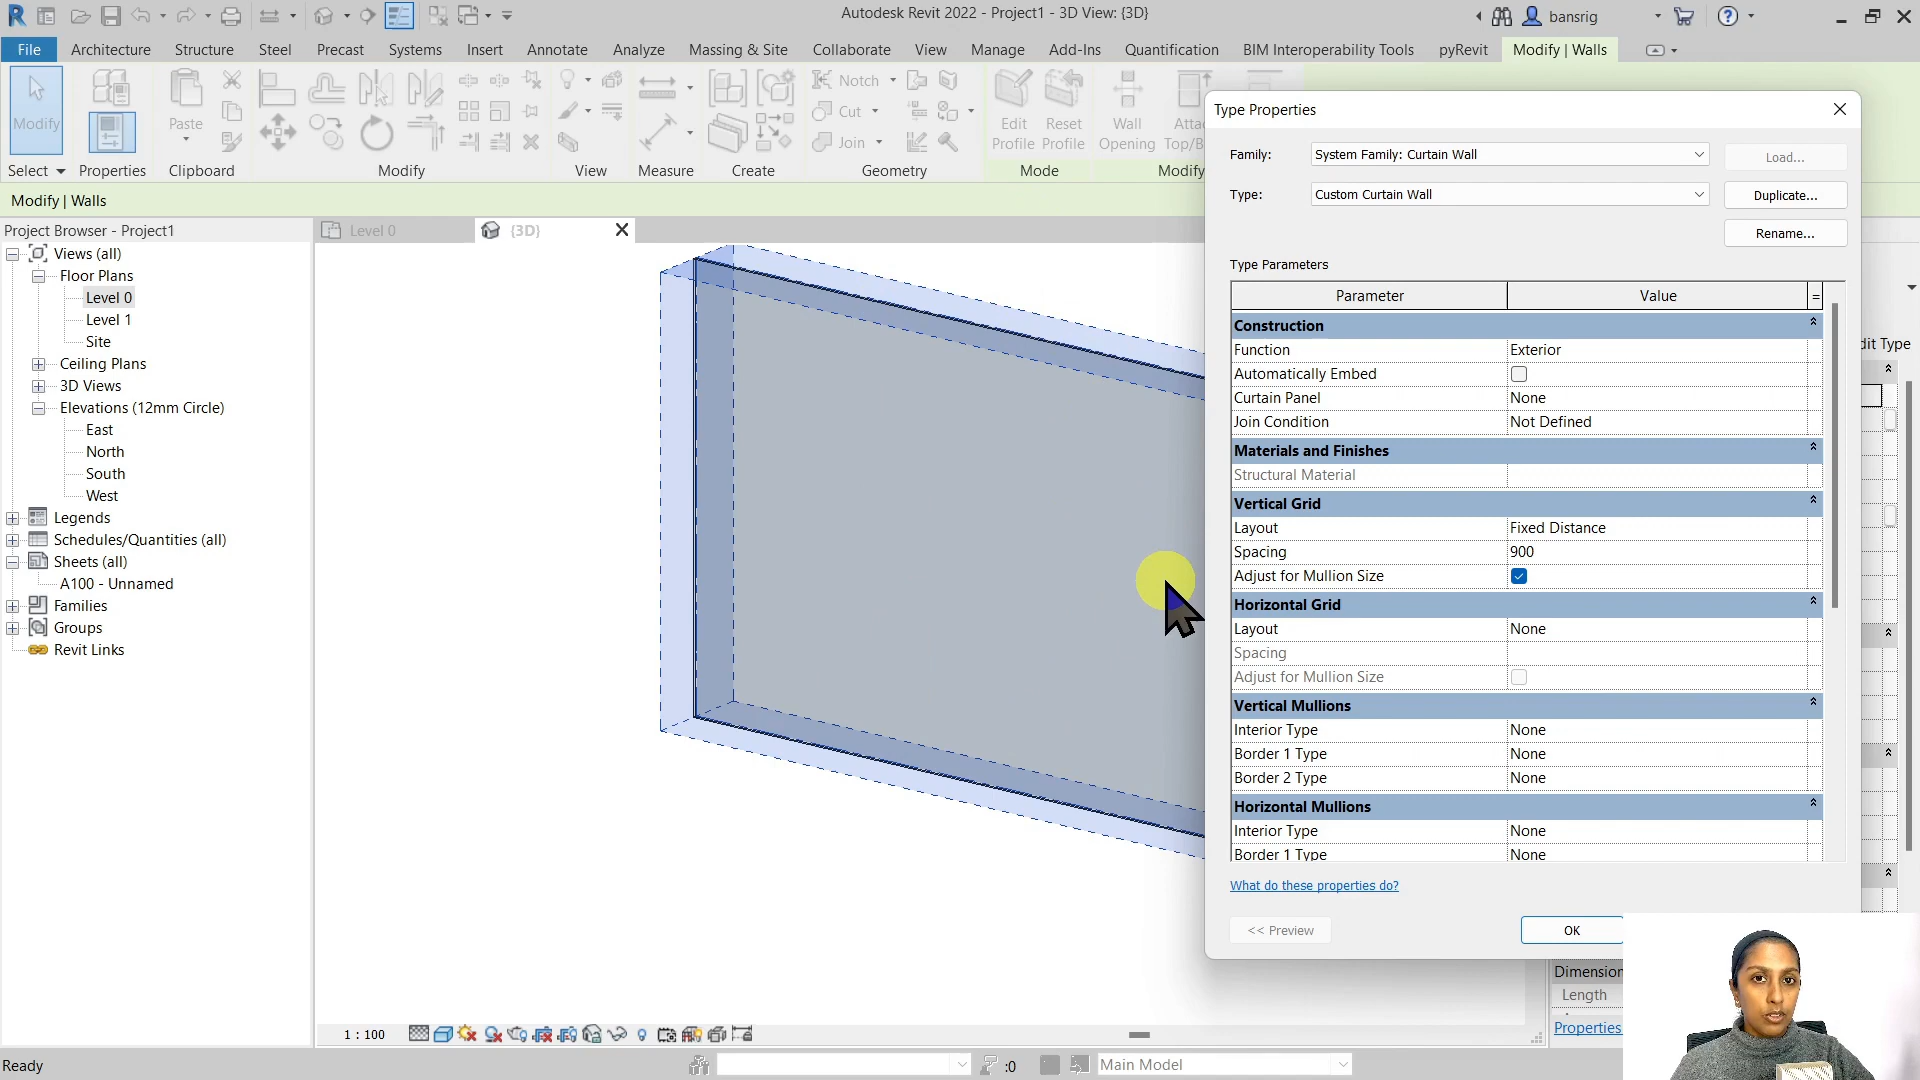 Autodesk Revit 2022 - Project1 - 3D View: {3D}
bansrig
File Architecture Structure Steel Precast Systems Insert Annotate Analyze Massing & Site Collaborate View Manage Add-Ins Quantification BIM Interoperability Tools pyRevit Modify | Walls
Modify
Paste
Notch
Cut
Join
Edit Profile
Reset Profile
Wall Opening
Select Properties Clipboard Modify View Measure Create Geometry Mode
Modify | Walls
Project Browser - Project1
Views (all)
Floor Plans
Level 0
Level 1
Site
Ceiling Plans
3D Views
Elevations (12mm Circle)
East
North
South
West
Legends
Schedules/Quantities (all)
Sheets (all)
A100 - Unnamed
Families
Groups
Revit Links
Level 0
{3D}
Type Properties
Family: System Family: Curtain Wall Load...
Type: Custom Curtain Wall Duplicate...
Rename...
Type Parameters
Parameter Value =
Construction
Function Exterior
Automatically Embed
Curtain Panel None
Join Condition Not Defined
Materials and Finishes
Structural Material
Vertical Grid
Layout Fixed Distance
Spacing 900
Adjust for Mullion Size
Horizontal Grid
Layout None
Spacing
Adjust for Mullion Size
Vertical Mullions
Interior Type None
Border 1 Type None
Border 2 Type None
Horizontal Mullions
Interior Type None
Border 1 Type None
What do these properties do?
<< Preview OK
dit Type
Dimension
Length
Properties
1 : 100
Ready
:0
Main Model